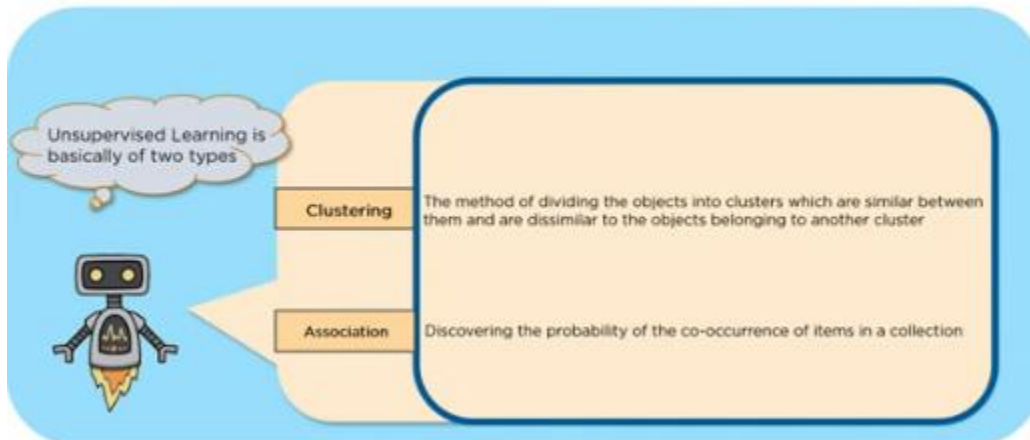 Unsupervised Learning is
basically of two types
Clustering
The method of dividing the objects into clusters which are similar between
them and are dissimilar to the objects belonging to another cluster
Association
Discovering the probability of the co-occurrence of items in a collection